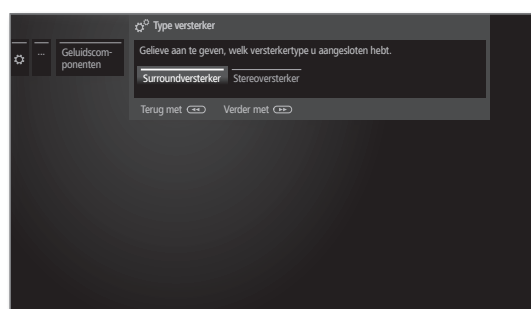 Type versterker
... Geluidscom-
ponenten
Gelieve aan te geven, welk versterkertype u aangesloten hebt.
Surroundversterker Stereoversterker
Terug met Verder met